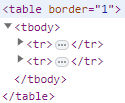 <table border="1">
▼<tbody>
▶<tr>…</tr>
▶<tr>…</tr>
</tbody>
</table>